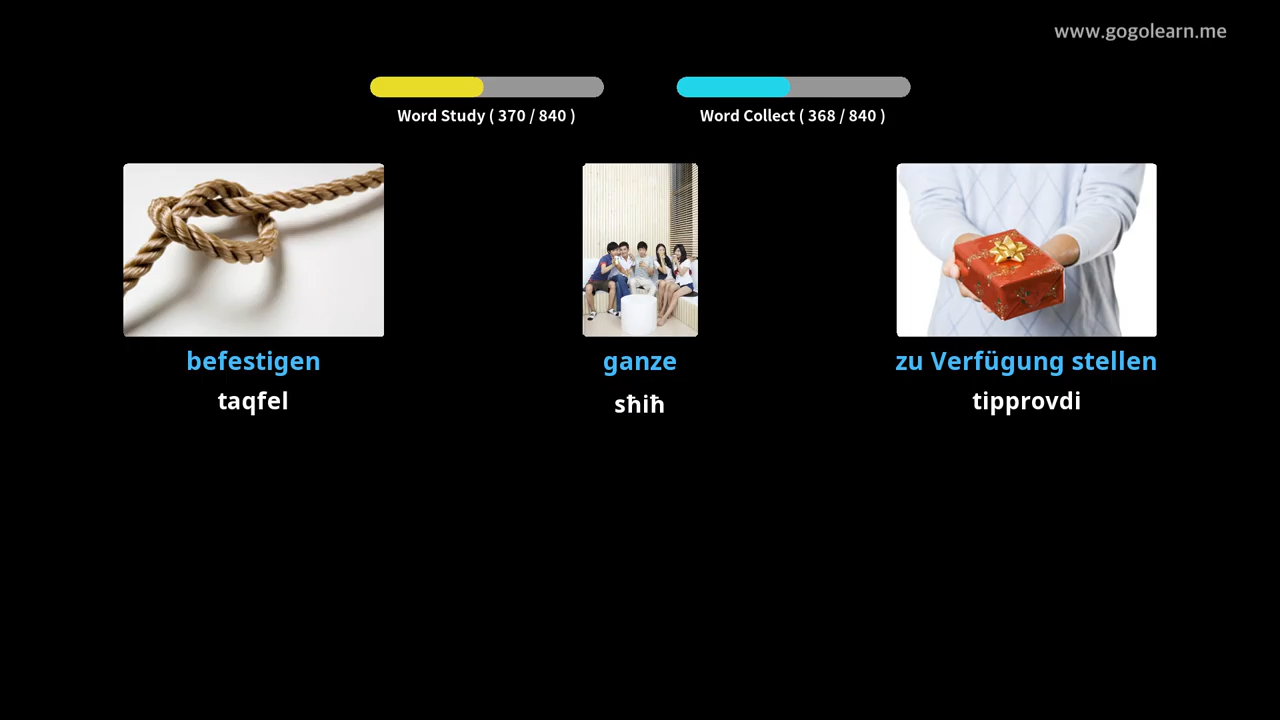 www.gogolearn.me
Word Study ( 370 / 840 )
Word Collect ( 368 / 840 )
befestigen
taqfel
ganze
sħiħ
zu Verfügung stellen
tipprovdi